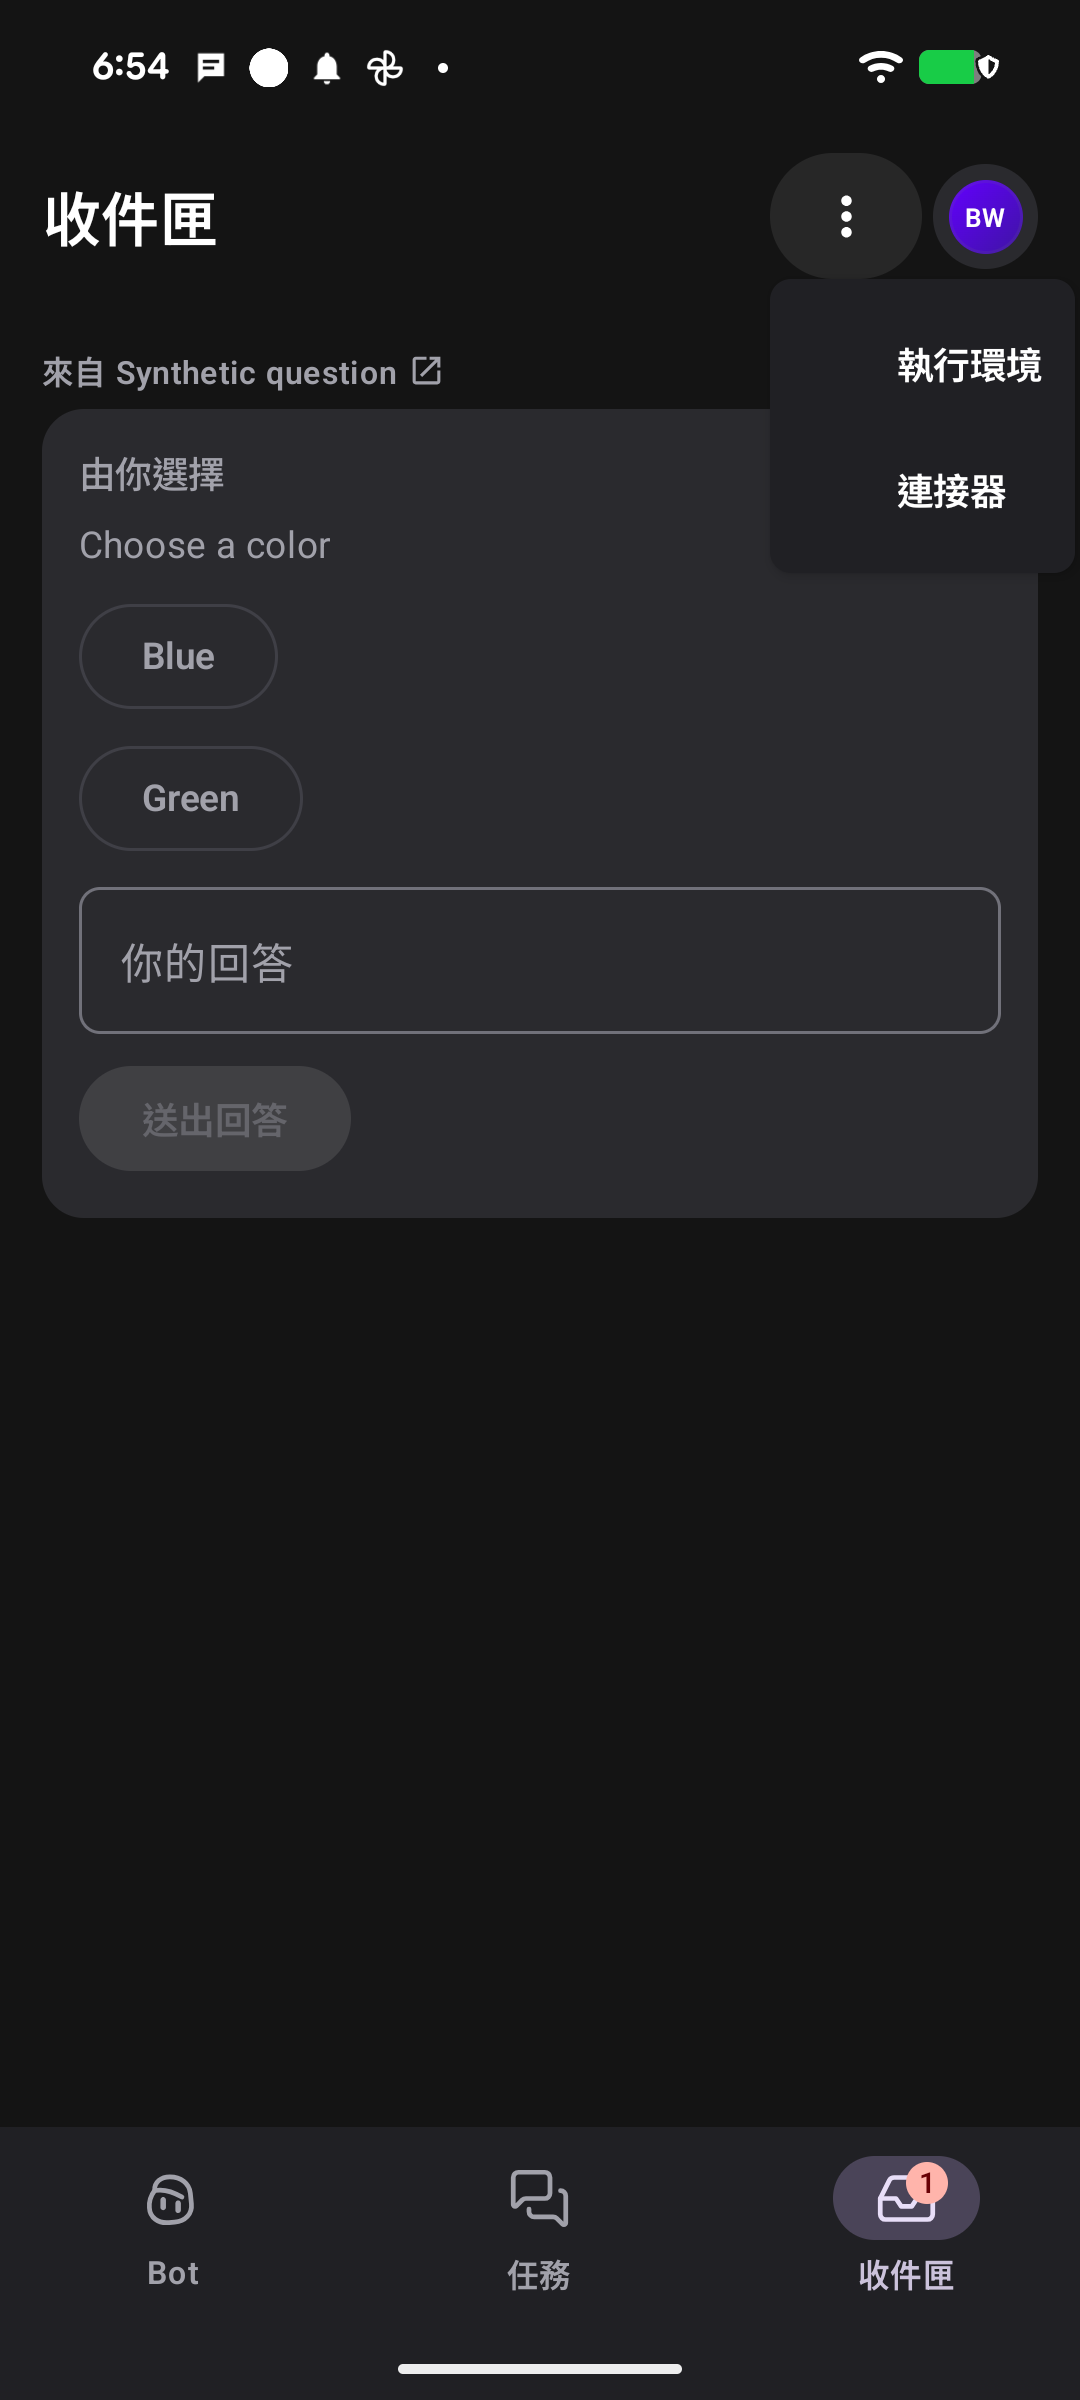 6:54
收件匣
BW
執行環境
連接器
來自 Synthetic question
由你選擇
Choose a color
Blue
Green
你的回答
送出回答
1
Bot
任務
收件匣